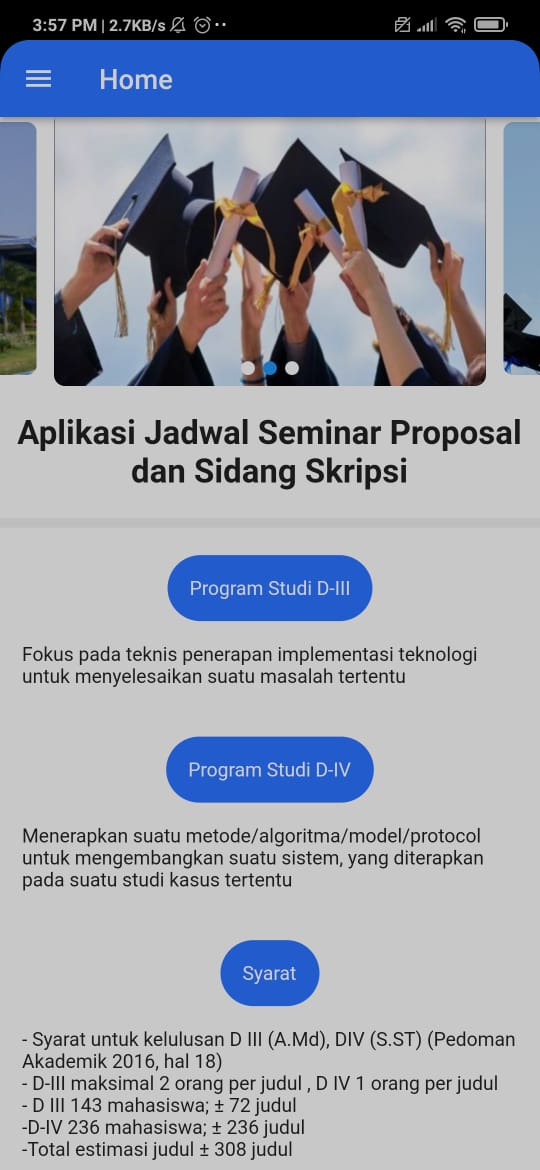 3:57 PM | 2.7KB/s
Home
Aplikasi Jadwal Seminar Proposal
dan Sidang Skripsi
Program Studi D-III
Fokus pada teknis penerapan implementasi teknologi
untuk menyelesaikan suatu masalah tertentu
Program Studi D-IV
Menerapkan suatu metode/algoritma/model/protocol
untuk mengembangkan suatu sistem, yang diterapkan
pada suatu studi kasus tertentu
Syarat
- Syarat untuk kelulusan D III (A.Md), DIV (S.ST) (Pedoman
Akademik 2016, hal 18)
- D-III maksimal 2 orang per judul , D IV 1 orang per judul
- D III 143 mahasiswa; ± 72 judul
-D-IV 236 mahasiswa; ± 236 judul
-Total estimasi judul ± 308 judul